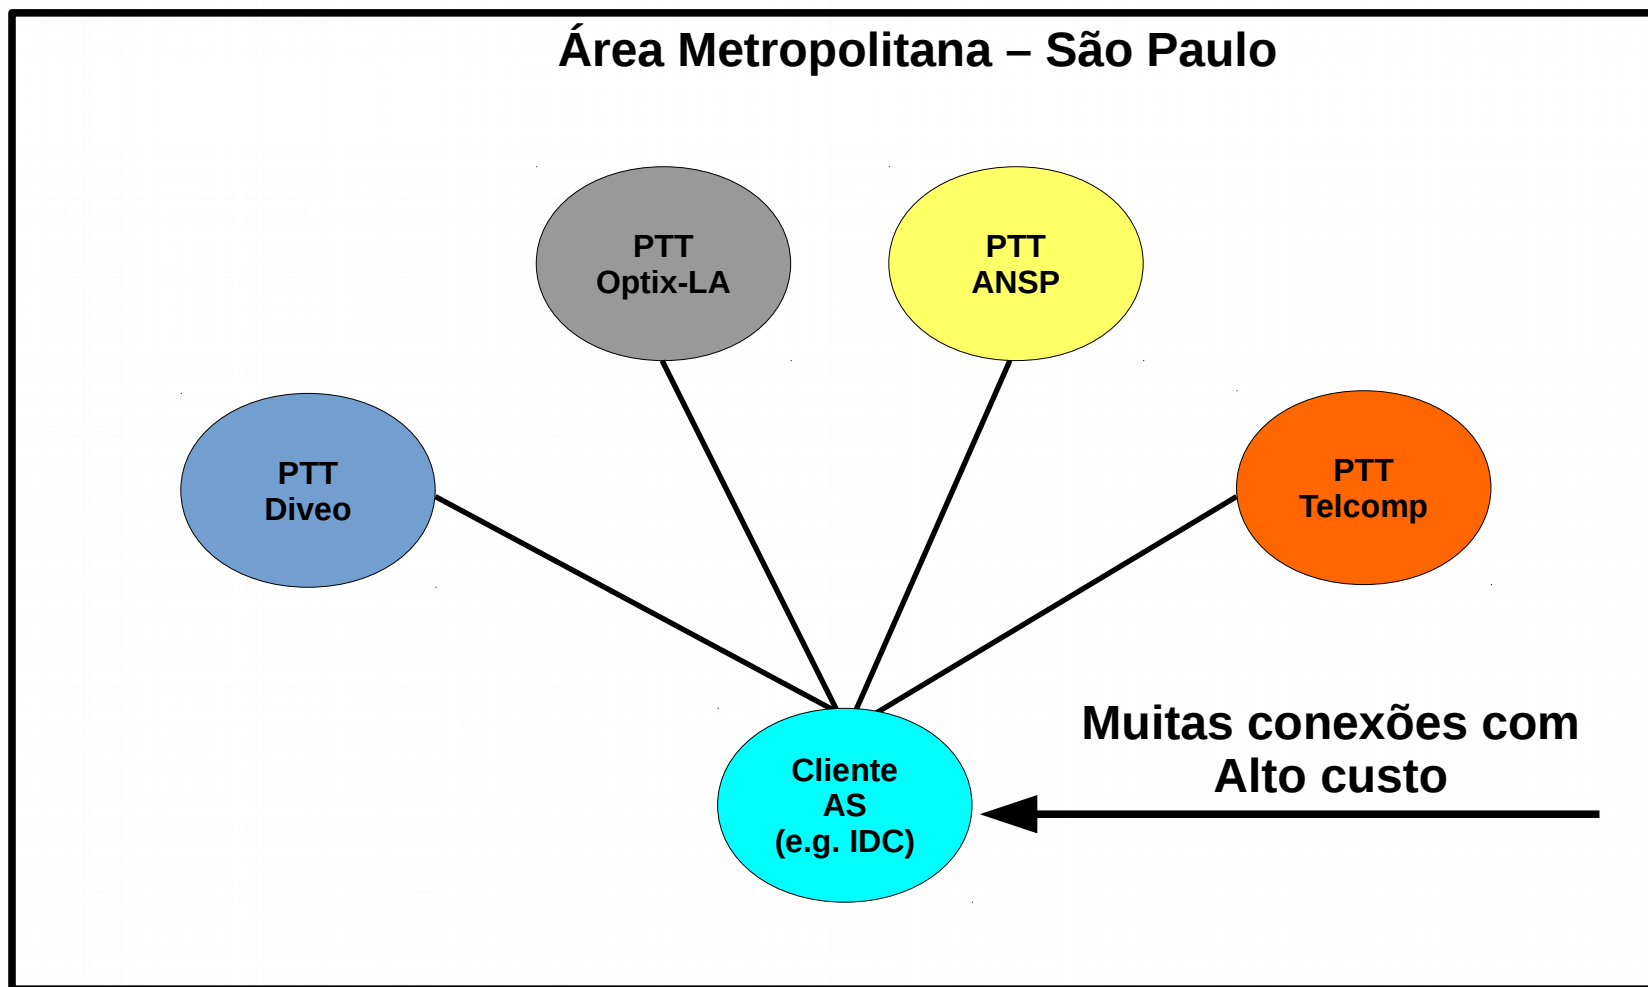 Área Metropolitana – São Paulo
PTT
Optix-LA
PTT
ANSP
PTT
Diveo
PTT
Telcomp
Muitas conexões com
Alto custo
Cliente
AS
(e.g. IDC)